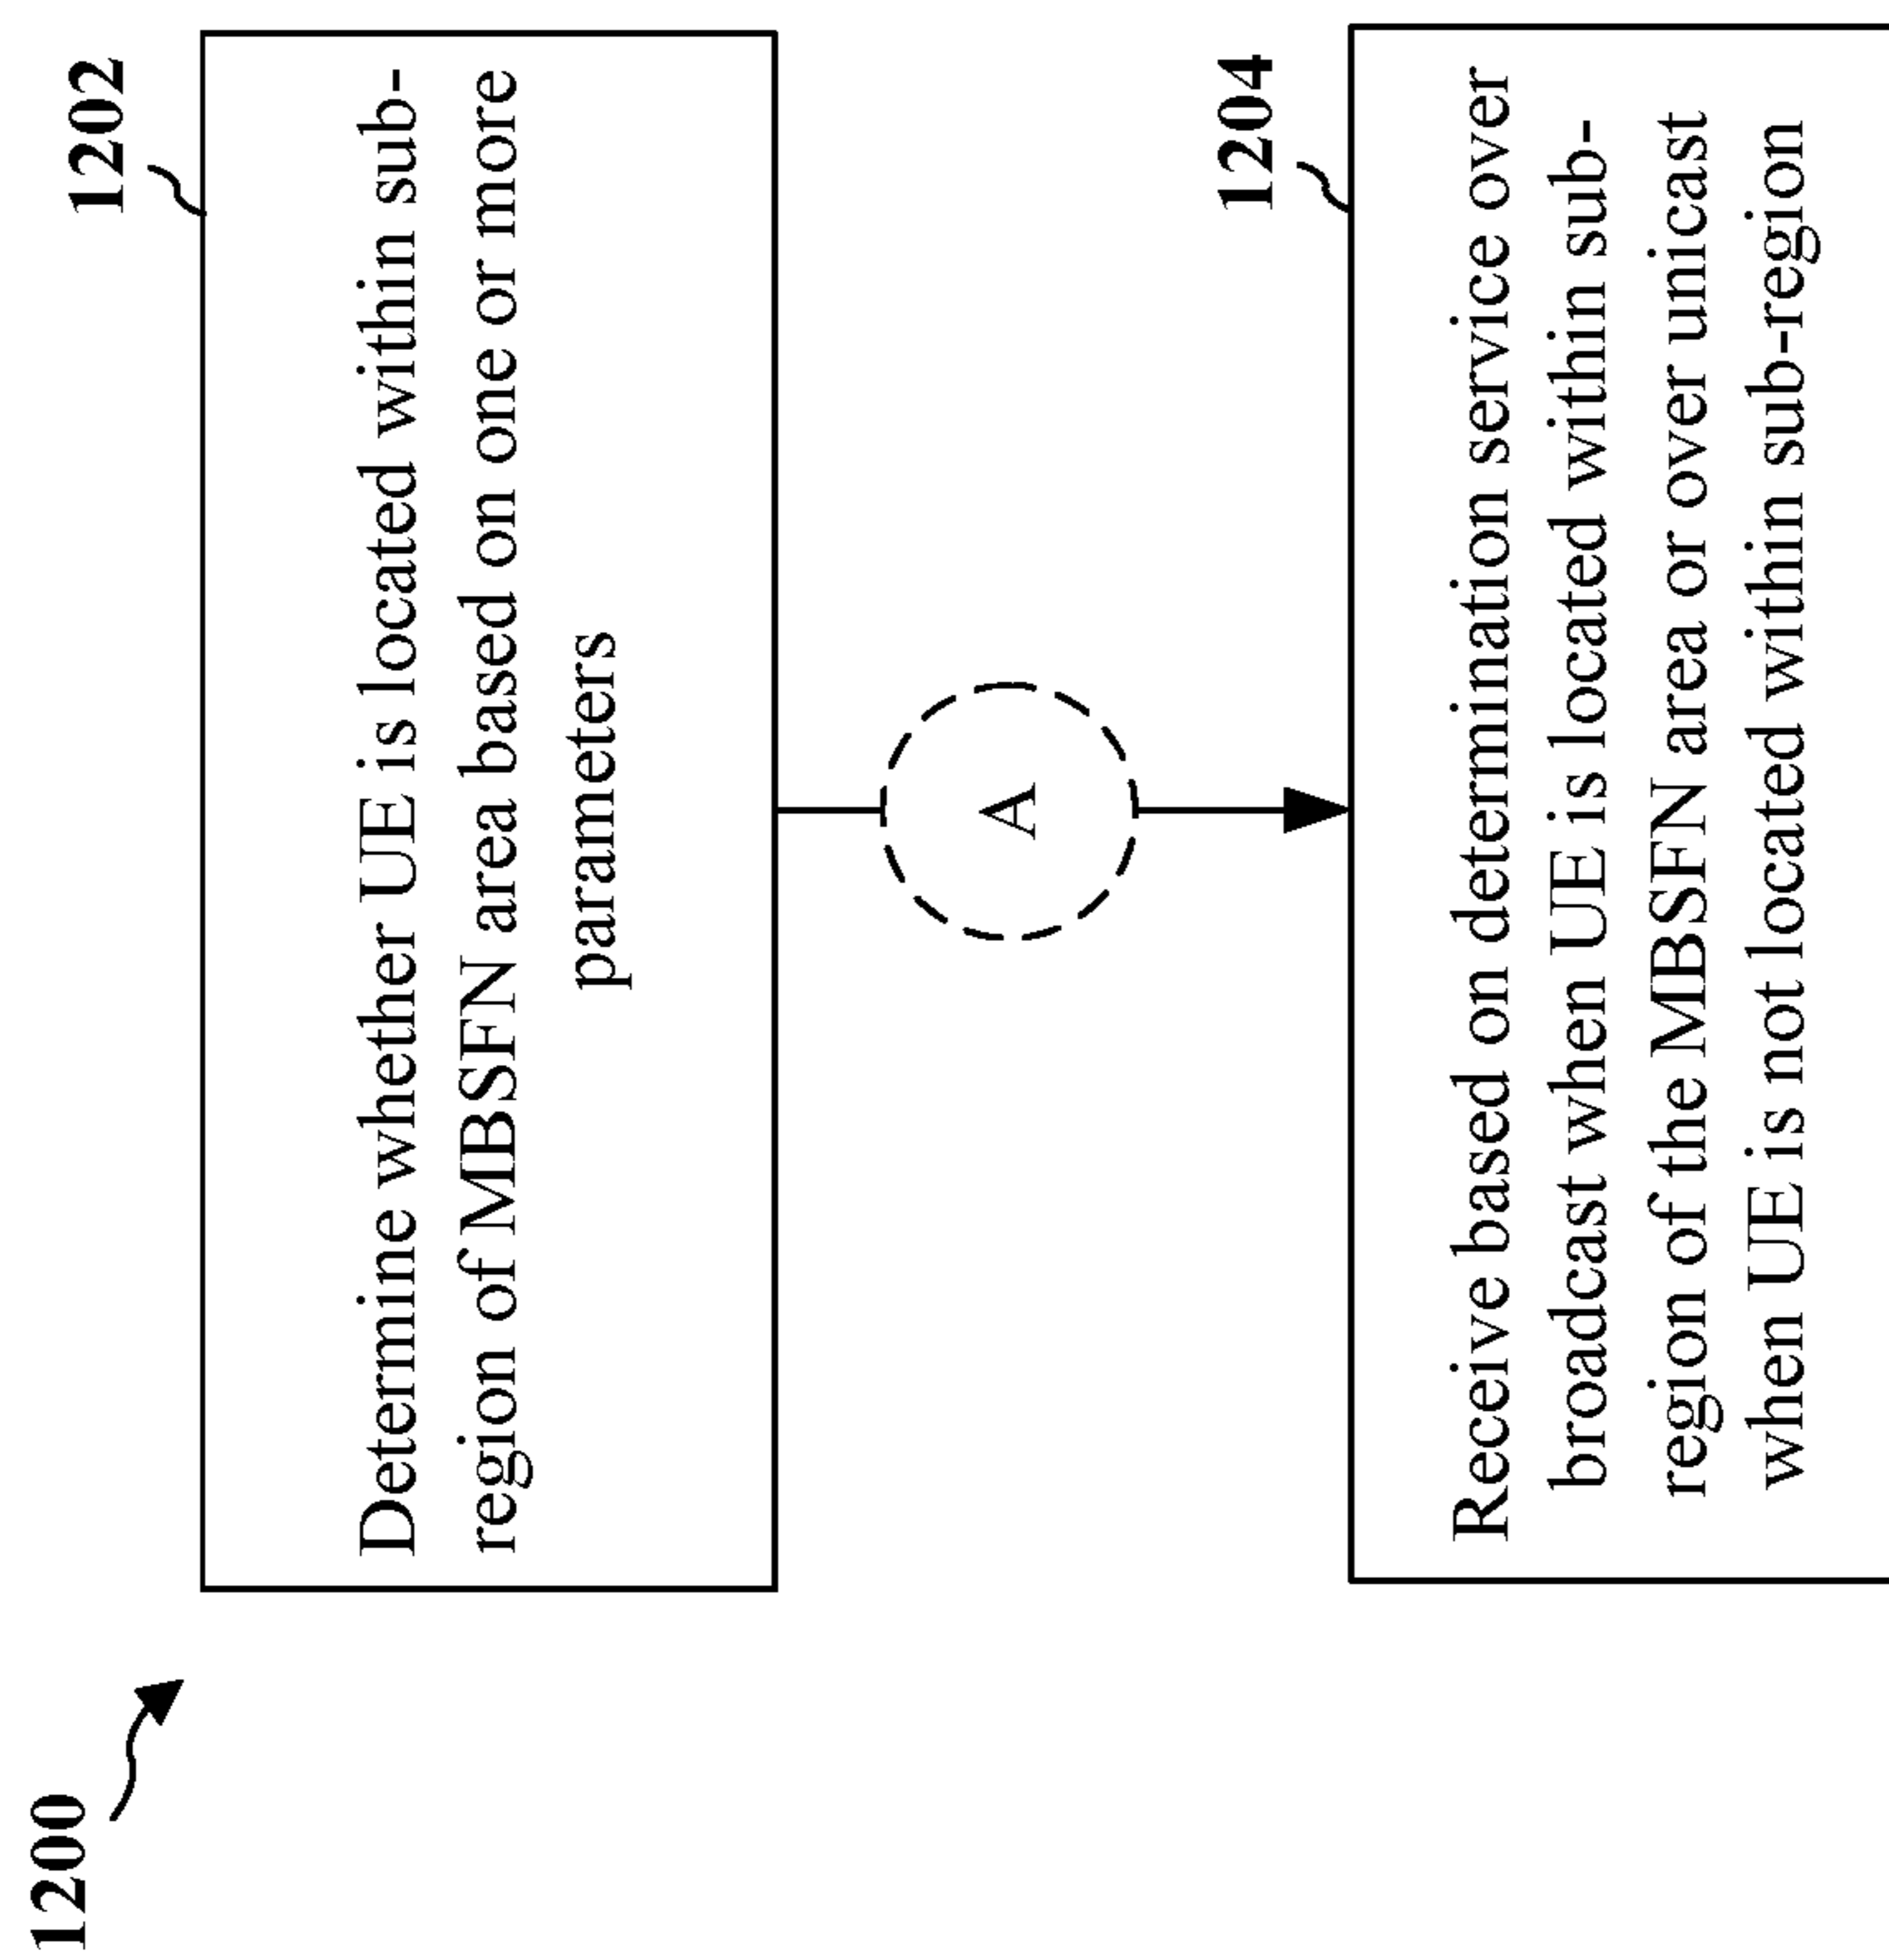 1200
1202
Determine whether UE is located within sub-
region of MBSFN area based on one or more
parameters
A
1204
Receive based on determination service over
broadcast when UE is located within sub-
region of the MBSFN area or over unicast
when UE is not located within sub-region